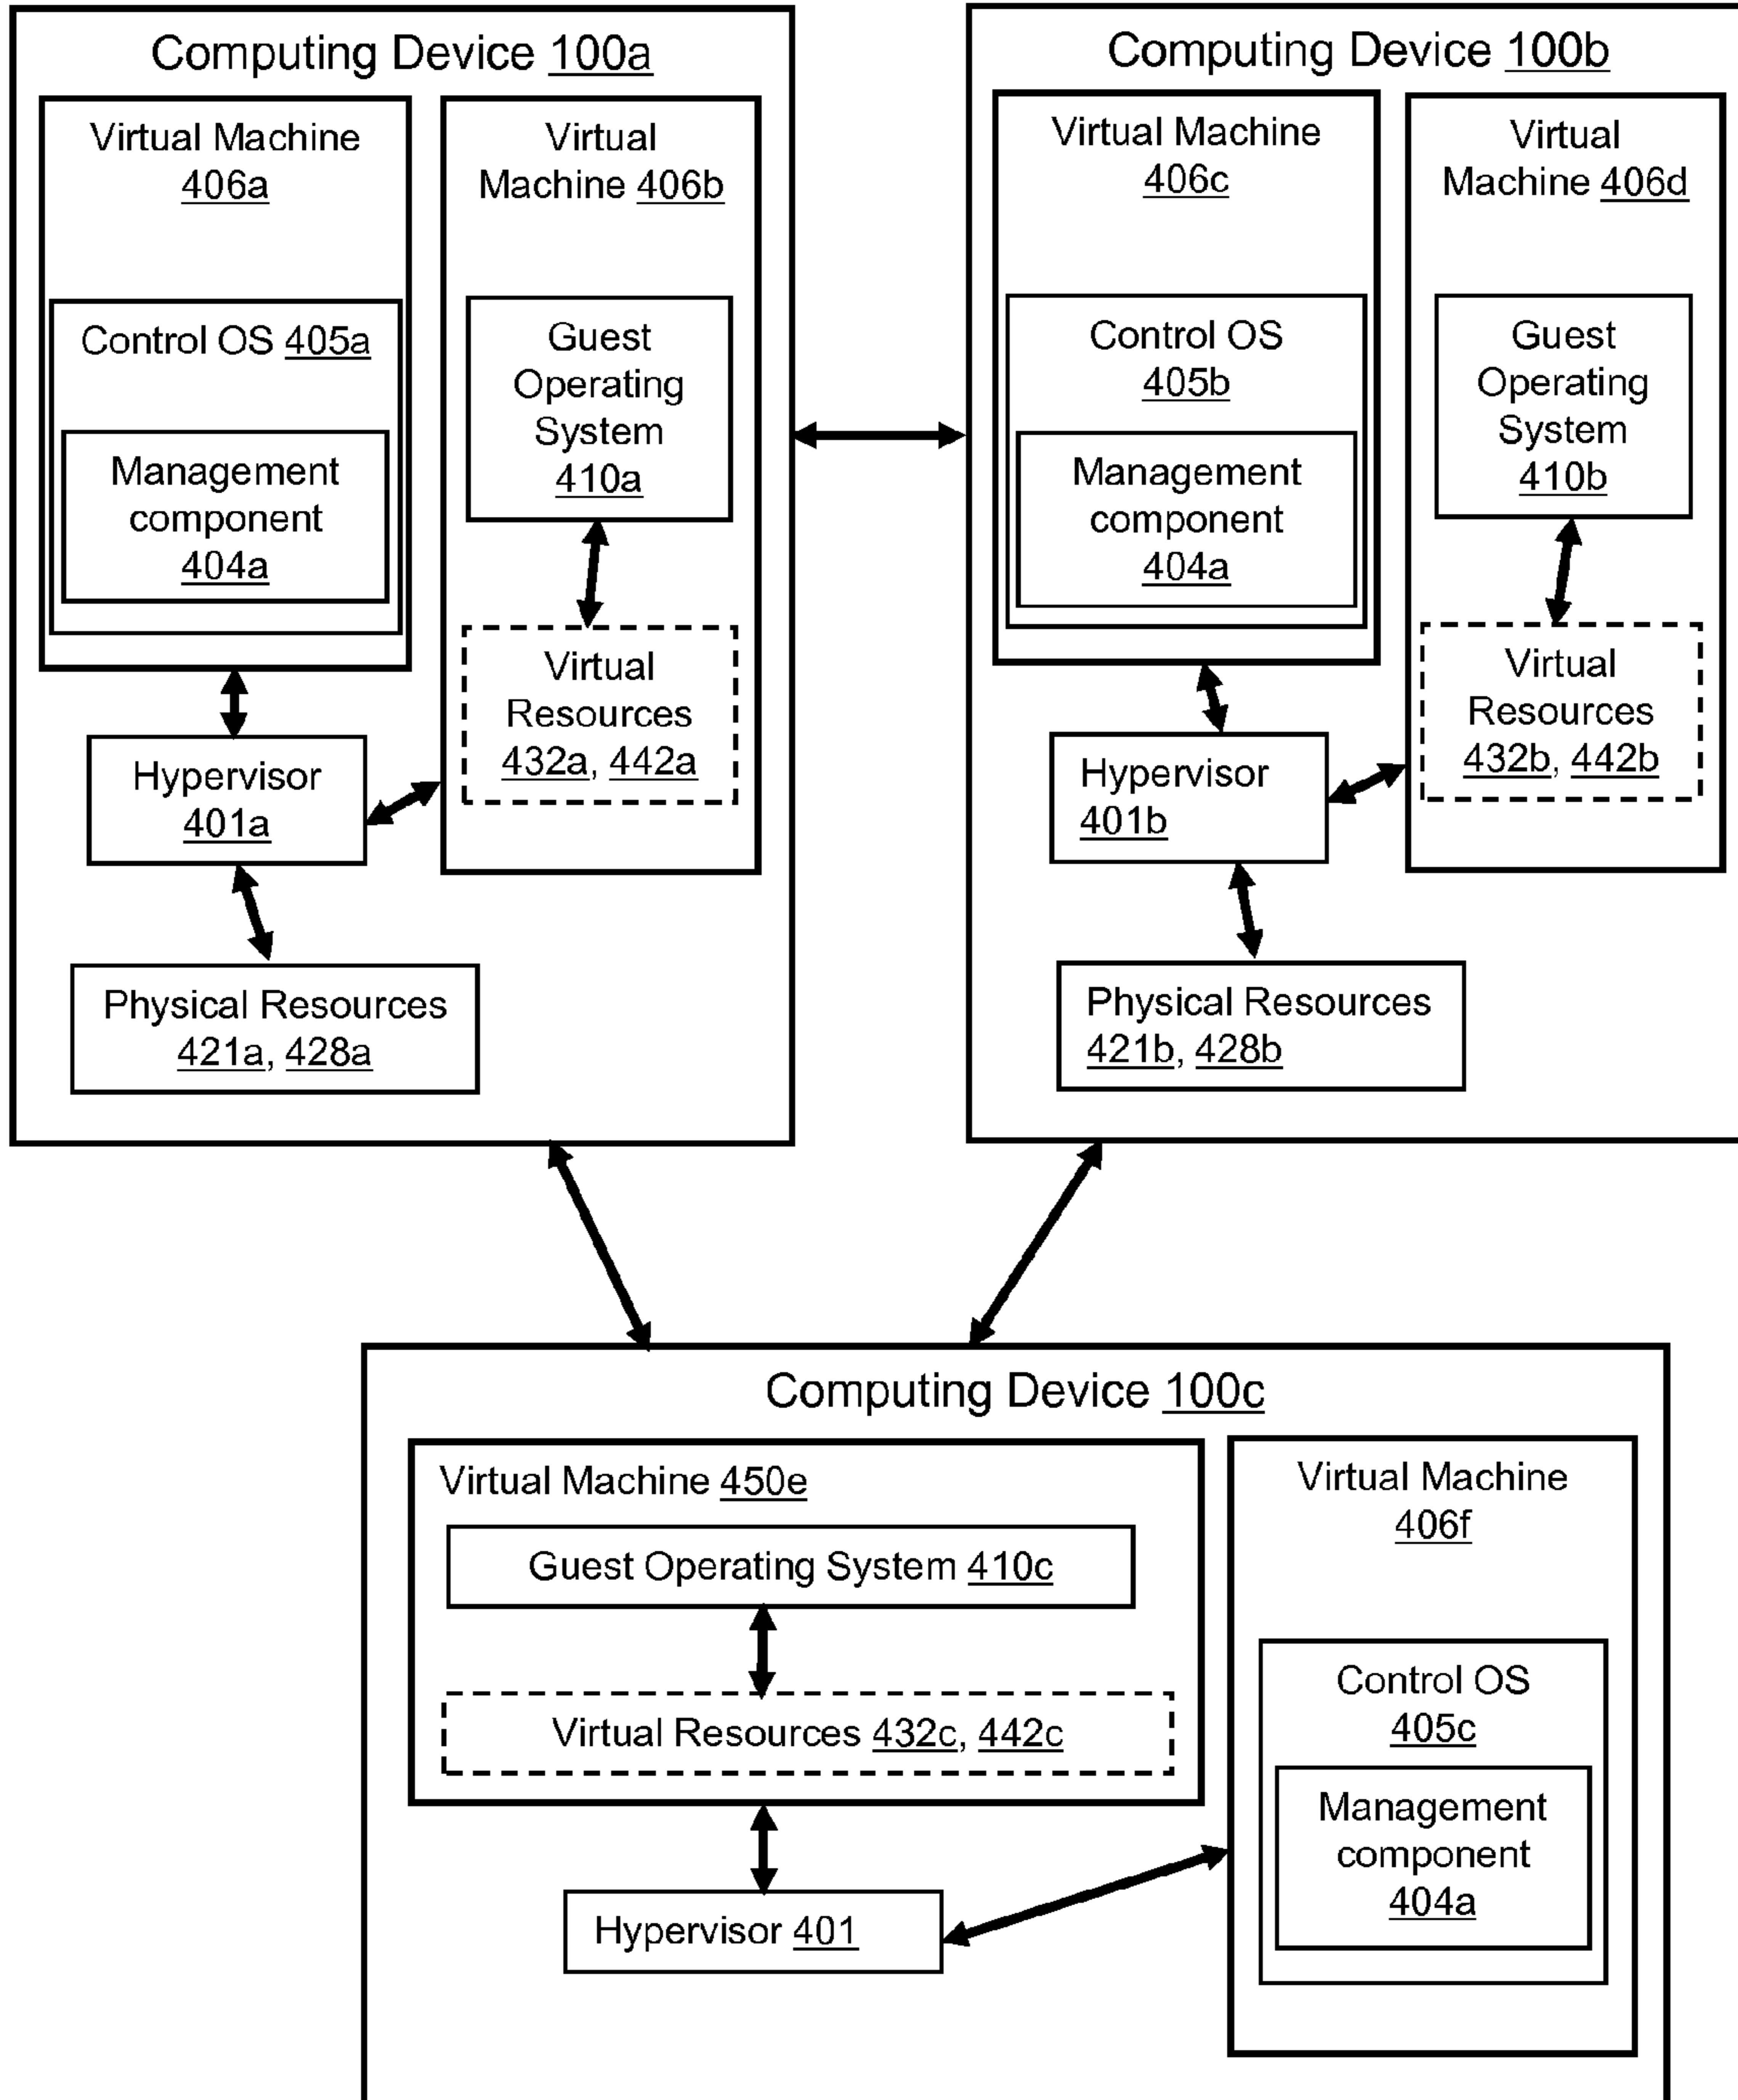 Computing Device 100a
Virtual Machine
406a
Control OS 405a
Management
component
404a
Virtual
Machine 406b
Guest
Operating
System
410a
Virtual
Resources
432a, 442a
Hypervisor
401a
Physical Resources
421a, 428a
Computing Device 100b
Virtual Machine
406c
Control OS
405b
Management
component
404a
Virtual
Machine 406d
Guest
Operating
System
410b
Virtual
Resources
432b, 442b
Hypervisor
401b
Physical Resources
421b, 428b
Computing Device 100c
Virtual Machine 450e
Guest Operating System 410c
Virtual Resources 432c, 442c
Hypervisor 401
Virtual Machine
406f
Control OS
405c
Management
component
404a